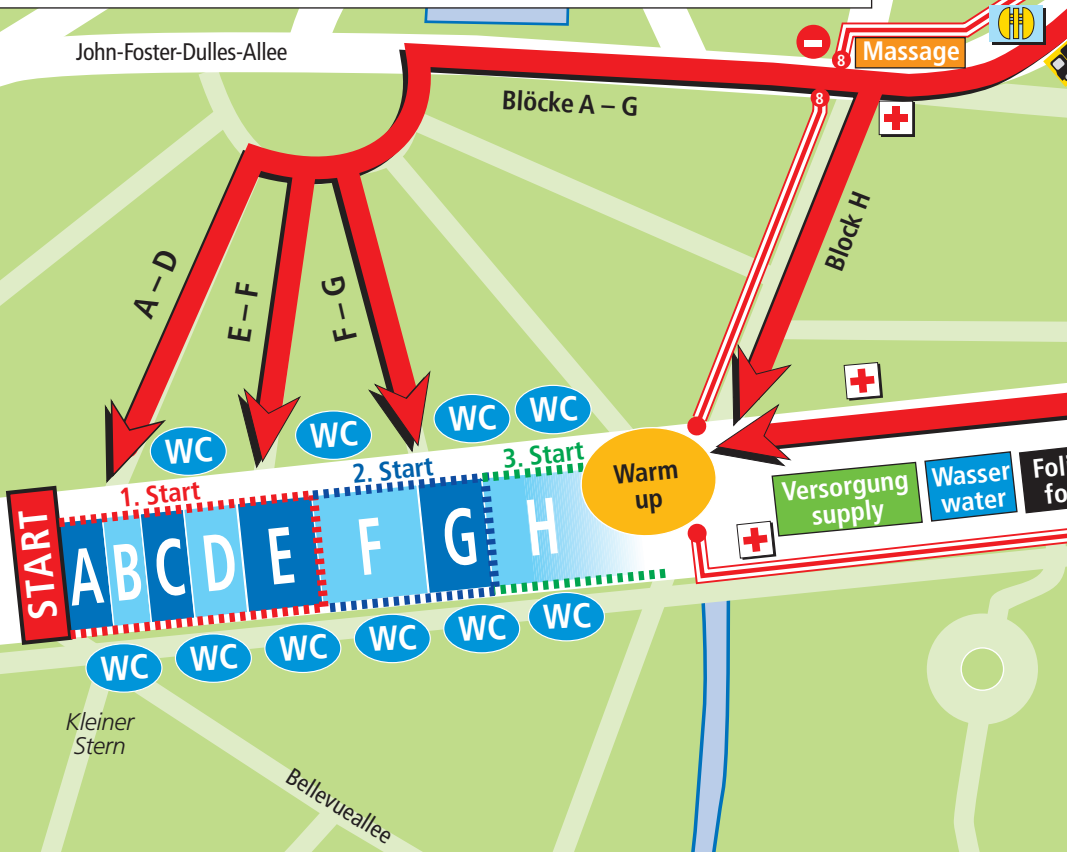 John-Foster-Dulles-Allee
Massage
8
8
Blöcke A – G
Block H
A – D
E – F
F – G
WC
WC
WC
WC
1. Start
2. Start
3. Start
START
A
B
C
D
E
F
G
H
Warm
up
Versorgung
supply
Wasser
water
WC
WC
WC
WC
WC
WC
Kleiner
Stern
Bellevueallee